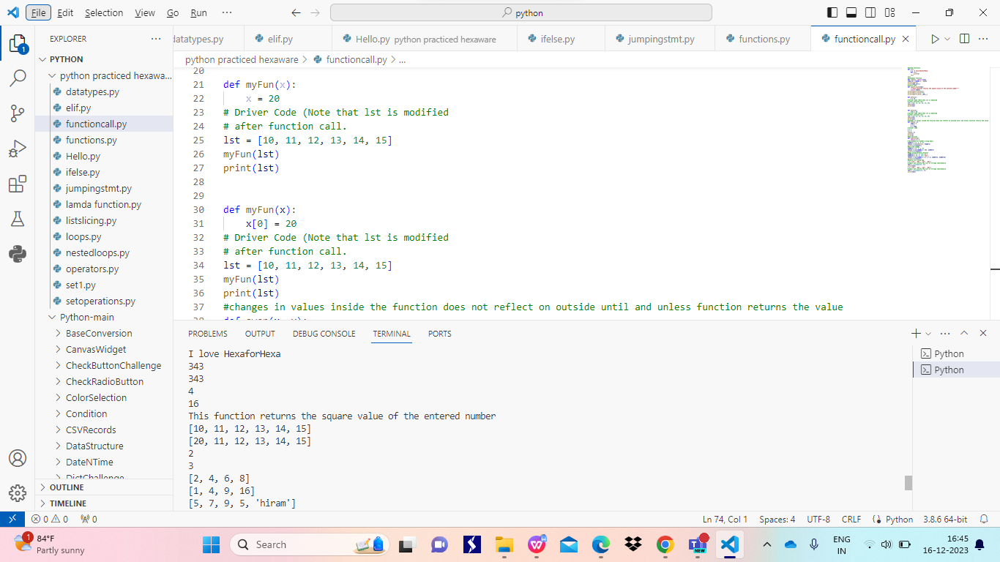 File Edit Selection View Go Run ... python
EXPLORER
PYTHON
python practiced hexawa...
datatypes.py
elif.py
functioncall.py
functions.py
Hello.py
ifelse.py
jumpingstmt.py
lamda function.py
listslicing.py
loops.py
nestedloops.py
operators.py
set1.py
setoperations.py
Python-main
BaseConversion
CanvasWidget
CheckButtonChallenge
CheckRadioButton
ColorSelection
Condition
CSVRecords
DataStructure
DateNTime
DictChallenge
OUTLINE
TIMELINE
datatypes.py elif.py Hello.py python practiced hexaware ifelse.py jumpingstmt.py functions.py functioncall.py
python practiced hexaware > functioncall.py > ...
20
21 def myFun(x):
22 x = 20
23 # Driver Code (Note that lst is modified
24 # after function call.
25 lst = [10, 11, 12, 13, 14, 15]
26 myFun(lst)
27 print(lst)
28
29
30 def myFun(x):
31 x[0] = 20
32 # Driver Code (Note that lst is modified
33 # after function call.
34 lst = [10, 11, 12, 13, 14, 15]
35 myFun(lst)
36 print(lst)
37 #changes in values inside the function does not reflect on outside until and unless function returns the value
38 def swap(x, y):
PROBLEMS OUTPUT DEBUG CONSOLE TERMINAL PORTS
I love HexaforHexa
343
343
4
16
This function returns the square value of the entered number
[10, 11, 12, 13, 14, 15]
[20, 11, 12, 13, 14, 15]
2
3
[2, 4, 6, 8]
[1, 4, 9, 16]
[5, 7, 9, 5, 'hiram']
Python
Python
0 0 0 Ln 74, Col 1 Spaces: 4 UTF-8 CRLF Python 3.8.6 64-bit
84°F
Partly sunny
Search
NEW
ENG
IN
16:45
16-12-2023